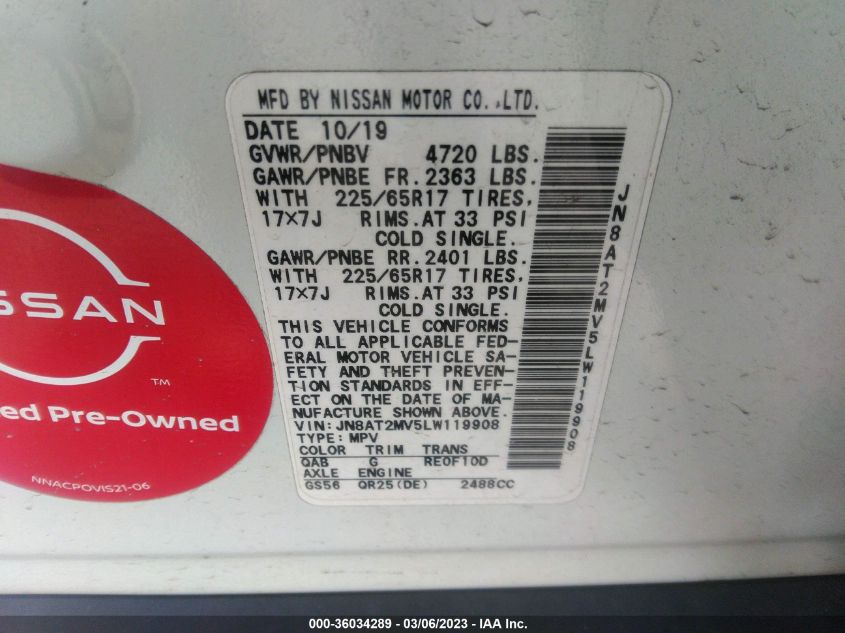 MFD BY NISSAN MOTOR CO.,LTD.
DATE 10/19
GVWR/PNBV 4720 LBS.
GAWR/PNBE FR. 2363 LBS.
WITH 225/65R17 TIRES,
17×7J RIMS. AT 33 PSI
COLD SINGLE.
GAWR/PNBE RR. 2401 LBS.
WITH 225/65R17 TIRES,
17×7J RIMS. AT 33 PSI
COLD SINGLE.
THIS VEHICLE CONFORMS
TO ALL APPLICABLE FED-
ERAL MOTOR VEHICLE SA-
FETY AND THEFT PREVEN-
TION STANDARDS IN EFF-
ECT ON THE DATE OF MA-
NUFACTURE SHOWN ABOVE.
VIN: JN8AT2MV5LW119908
TYPE: MPV
COLOR TRIM TRANS
QAB G RE0F10D
AXLE ENGINE
GS56 QR25(DE) 2488CC
JN8AT2MV5LW119908
SSAN
TM
ed Pre-Owned
NNACPOVIS21-06
000-36034289 - 03/06/2023 - IAA Inc.